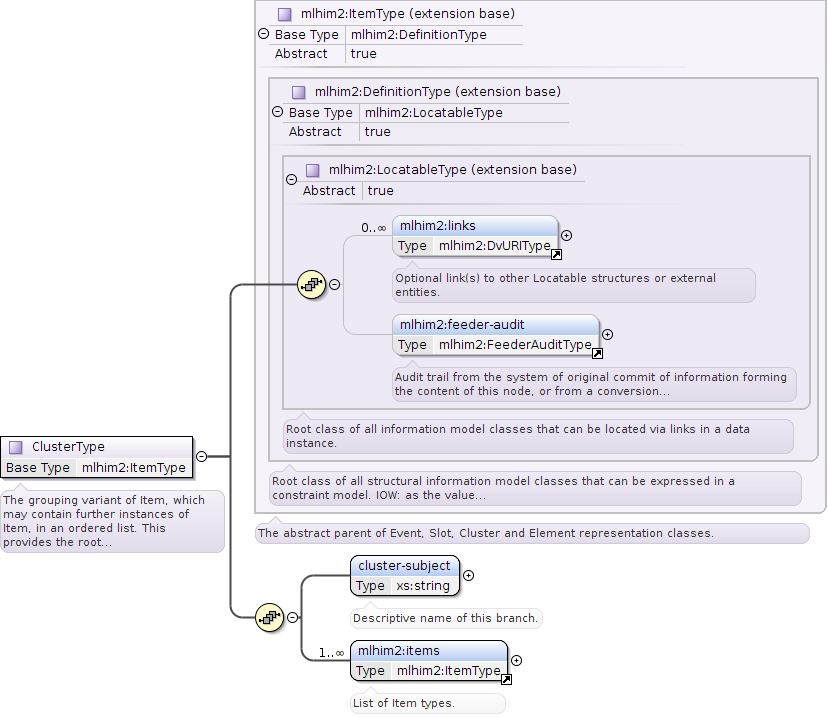 mlhim2:ItemType (extension base)
Base Type mlhim2:DefinitionType
Abstract true
mlhim2:DefinitionType (extension base)
Base Type mlhim2:LocatableType
Abstract true
mlhim2:LocatableType (extension base)
Abstract true
0..∞
mlhim2:links
Type mlhim2:DvURIType
Optional link(s) to other Locatable structures or external
entities.
mlhim2:feeder-audit
Type mlhim2:FeederAuditType
Audit trail from the system of original commit of information forming
the content of this node, or from a conversion...
Root class of all information model classes that can be located via links in a data
instance.
Root class of all structural information model classes that can be expressed in a
constraint model. IOW: as the value...
The abstract parent of Event, Slot, Cluster and Element representation classes.
ClusterType
Base Type mlhim2:ItemType
The grouping variant of Item, which
may contain further instances of
Item, in an ordered list. This
provides the root...
cluster-subject
Type xs:string
Descriptive name of this branch.
1..∞
mlhim2:items
Type mlhim2:ItemType
List of Item types.